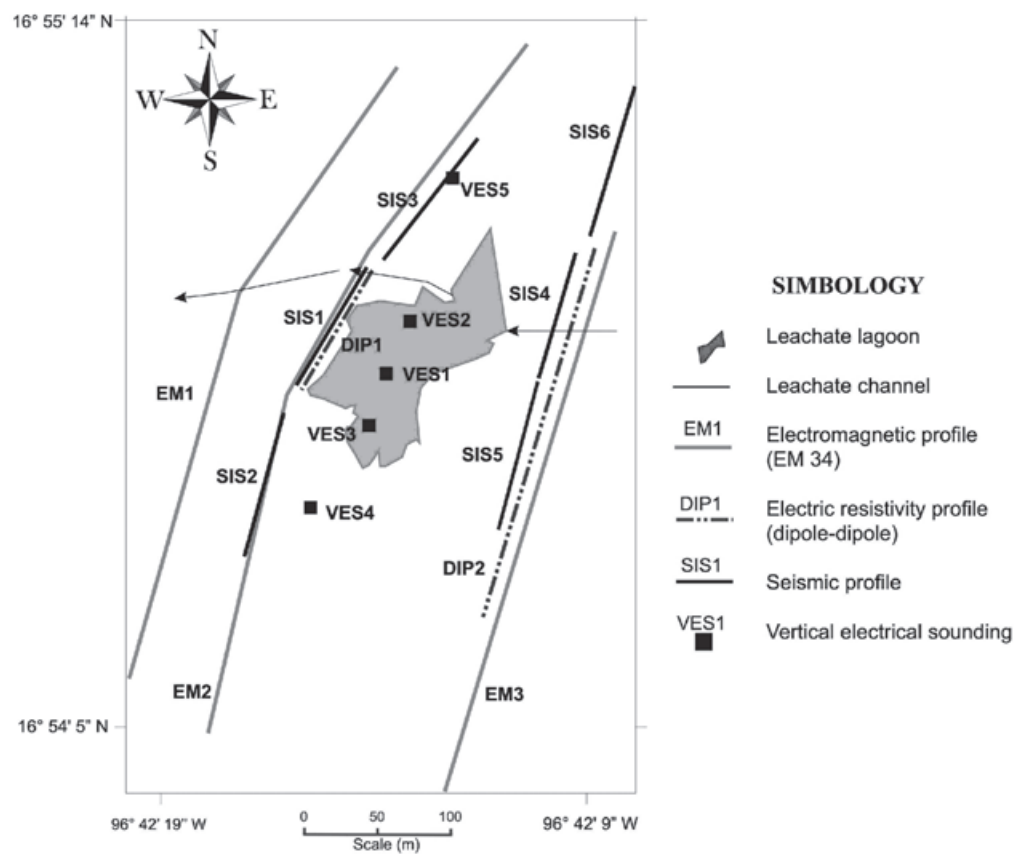 16° 55' 14" N
N
W E
S
SIS6
SIS3
VES5
SIS4
SIS1
VES2
DIP1
VES1
EM1
VES3
SIS5
SIS2
VES4
DIP2
EM2
EM3
16° 54' 5" N
96° 42' 19" W
0 50 100
Scale (m)
96° 42' 9" W
SIMBOLOGY
Leachate lagoon
Leachate channel
EM1
Electromagnetic profile
(EM 34)
DIP1
Electric resistivity profile
(dipole-dipole)
SIS1
Seismic profile
VES1
Vertical electrical sounding